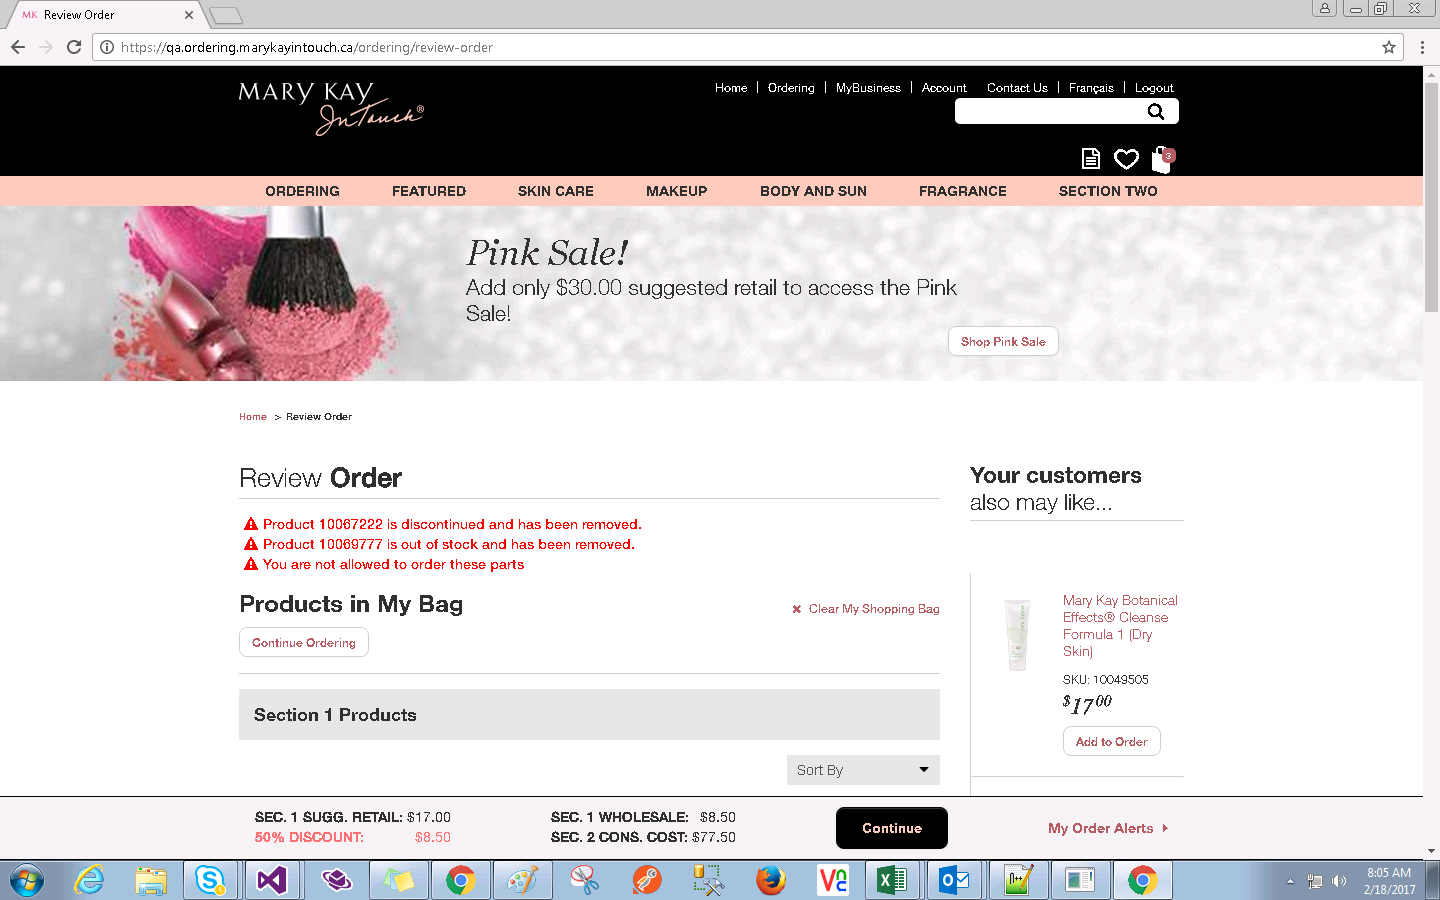 MK Review Order
https://qa.ordering.marykayintouch.ca/ordering/review-order
MARY KAY
InTouch®
Home | Ordering | MyBusiness | Account Contact Us | Français | Logout
3
ORDERING FEATURED SKIN CARE MAKEUP BODY AND SUN FRAGRANCE SECTION TWO
Pink Sale!
Add only $30.00 suggested retail to access the Pink
Sale!
Shop Pink Sale
Home > Review Order
Review Order
Product 10067222 is discontinued and has been removed.
Product 10069777 is out of stock and has been removed.
You are not allowed to order these parts
Products in My Bag
Clear My Shopping Bag
Continue Ordering
Section 1 Products
Sort By
Your customers
also may like...
MARY KAY
Mary Kay Botanical
Effects® Cleanse
Formula 1 (Dry
Skin)
SKU: 10049505
$17 00
Add to Order
SEC. 1 SUGG. RETAIL: $17.00
50% DISCOUNT: $8.50
SEC. 1 WHOLESALE: $8.50
SEC. 2 CONS. COST: $77.50
Continue
My Order Alerts
8:05 AM
2/18/2017